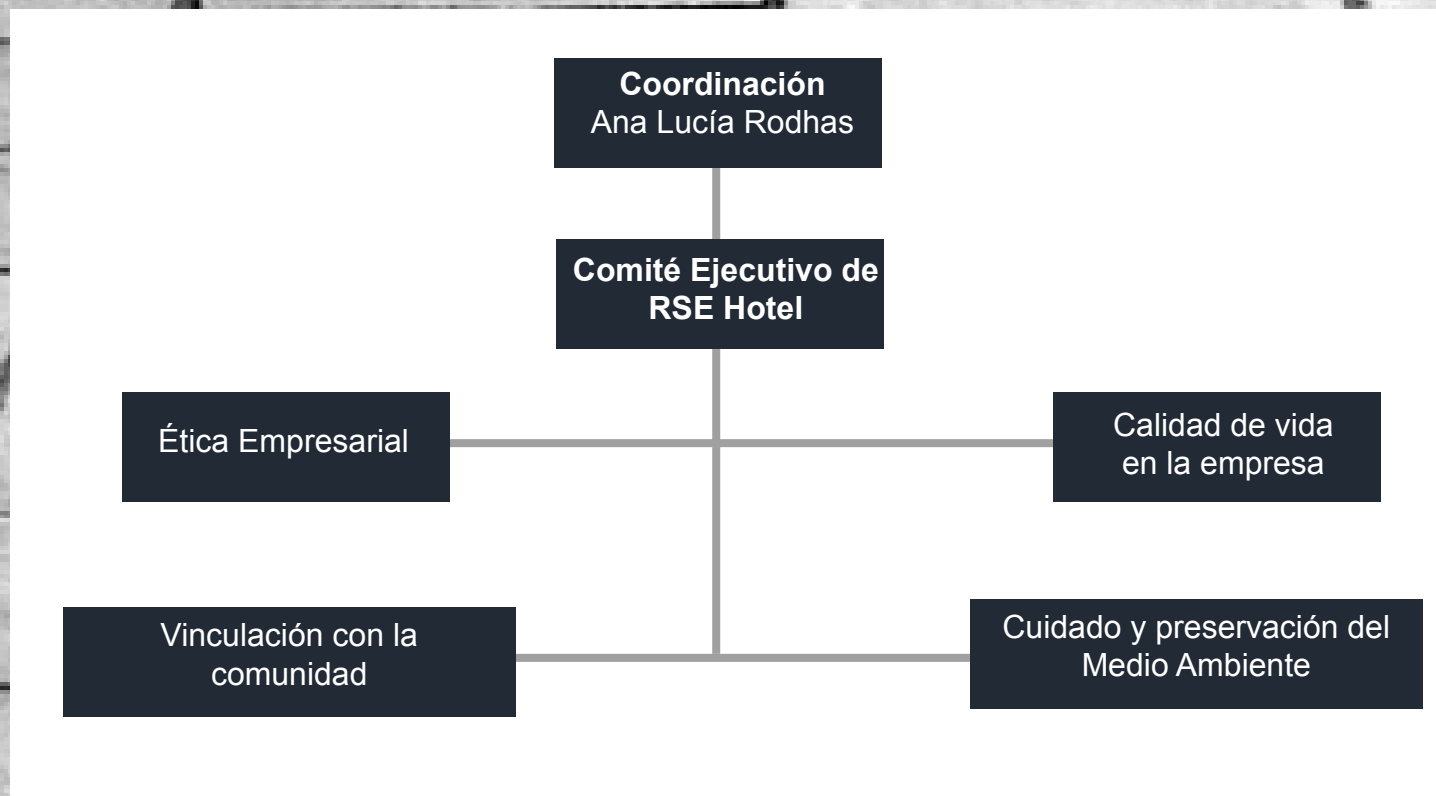 Coordinación
Ana Lucía Rodhas
Comité Ejecutivo de
RSE Hotel
Ética Empresarial
Calidad de vida
en la empresa
Vinculación con la
comunidad
Cuidado y preservación del
Medio Ambiente